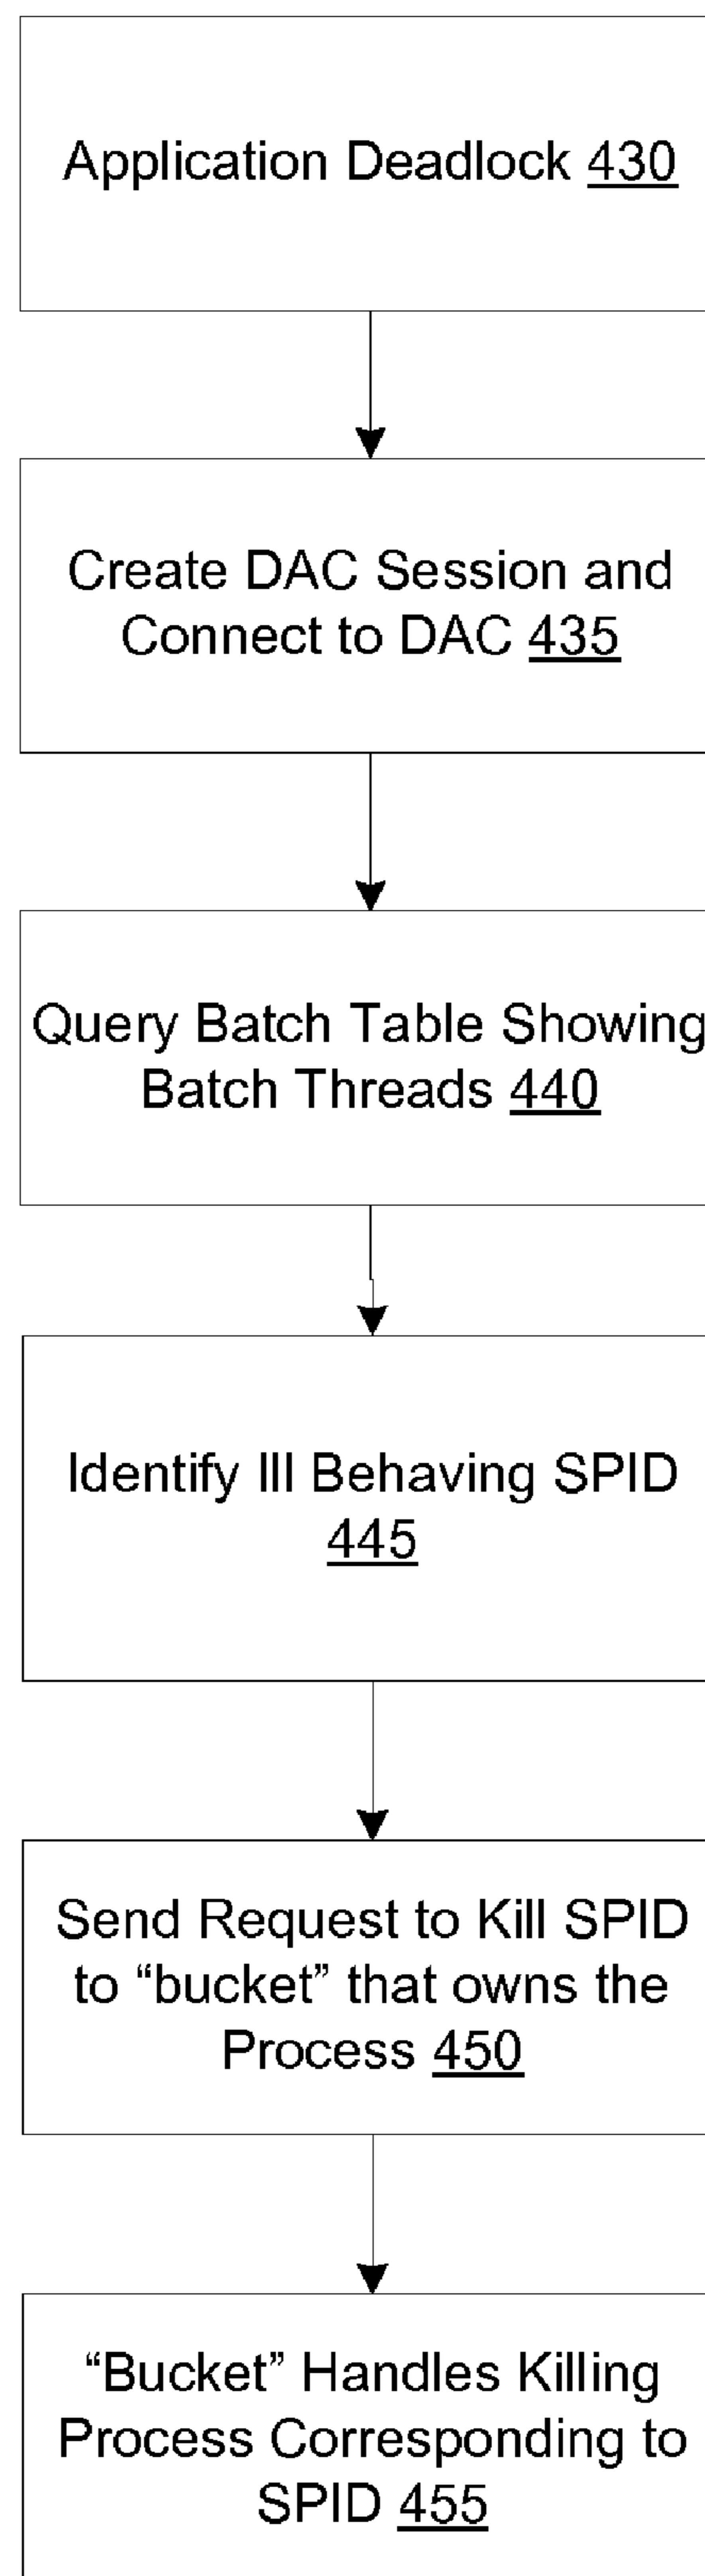 Application Deadlock 430
Create DAC Session and
Connect to DAC 435
Query Batch Table Showing
Batch Threads 440
Identify Ill Behaving SPID
445
Send Request to Kill SPID
to “bucket” that owns the
Process 450
“Bucket” Handles Killing
Process Corresponding to
SPID 455